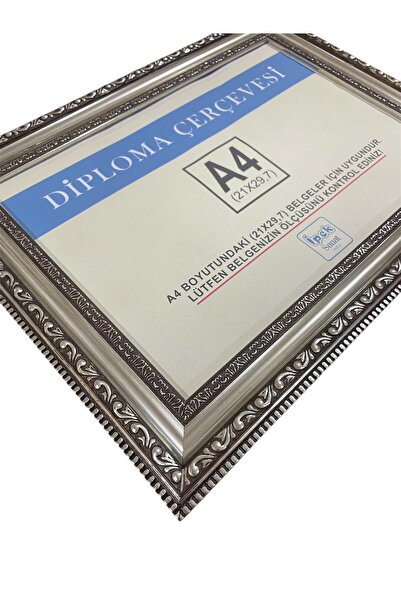 DİPLOMA ÇERÇEVESİ
A4
(21X29,7)
A4 BOYUTUNDAKİ (21X29,7) BELGELER İÇİN UYGUNDUR.
LÜTFEN BELGENİZİN ÖLÇÜSÜNÜ KONTROL EDİNİZ!
İpek
Sanat